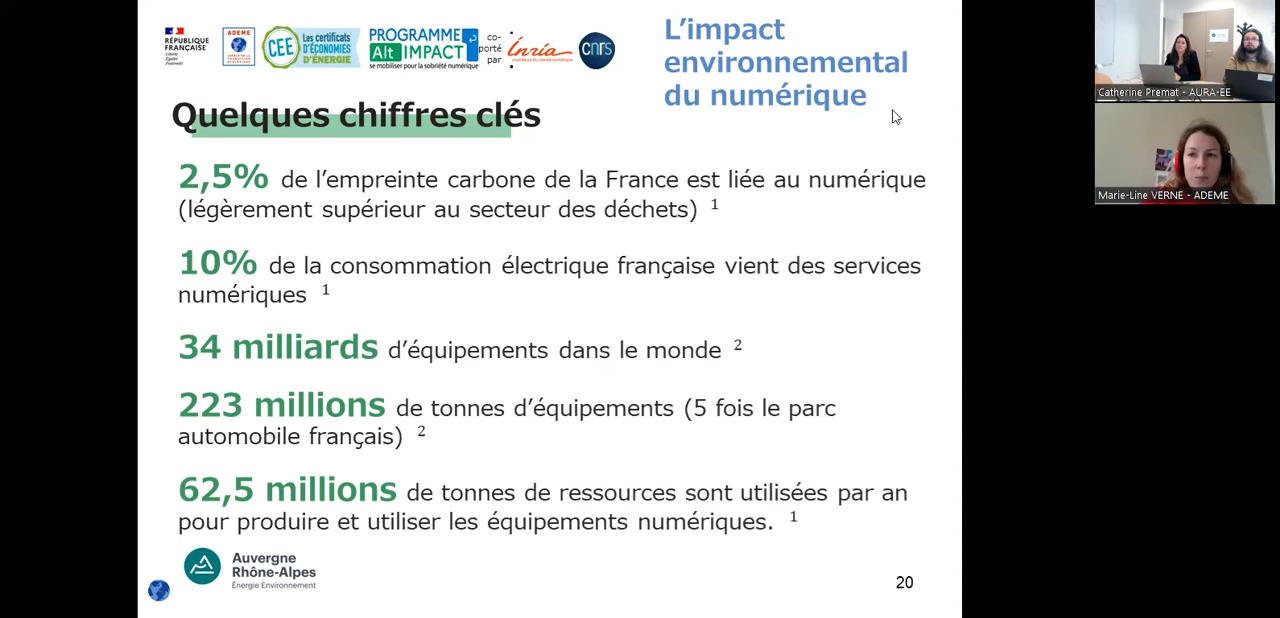 RÉPUBLIQUE
FRANÇAISE
Liberté
Égalité
Fraternité
ADEME
CEE
Les certificats
d'ÉCONOMIES
D'ÉNERGIE
PROGRAMME
Alt IMPACT
se mobiliser pour la sobriété numérique
co-
porté
par
Inria
cnrs
L’impact
environnemental
du numérique
Quelques chiffres clés
2,5% de l’empreinte carbone de la France est liée au numérique
(légèrement supérieur au secteur des déchets) 1
10% de la consommation électrique française vient des services
numériques 1
34 milliards d’équipements dans le monde 2
223 millions de tonnes d’équipements (5 fois le parc
automobile français) 2
62,5 millions de tonnes de ressources sont utilisées par an
pour produire et utiliser les équipements numériques. 1
Auvergne
Rhône-Alpes
Énergie Environnement
20
Catherine Premat - AURA-EE
Marie-Line VERNE - ADEME